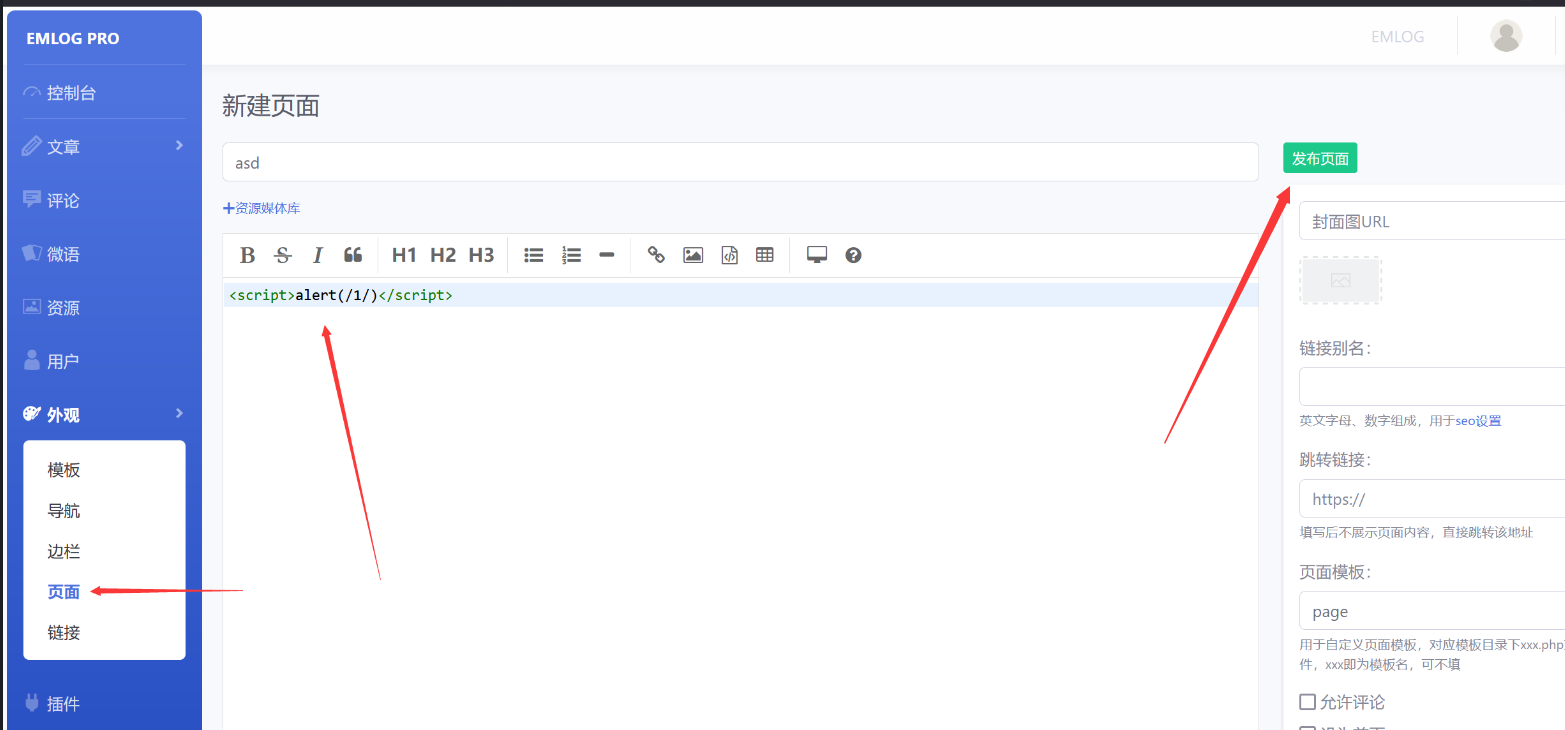 EMLOG PRO
EMLOG
控制台
文章
评论
微语
资源
用户
外观
模板
导航
边栏
页面
链接
插件
新建页面
asd
发布页面
资源媒体库
B S I H1 H2 H3
<script>alert(/1/)</script>
封面图URL
链接别名：
英文字母、数字组成，用于seo设置
跳转链接：
https://
填写后不展示页面内容，直接跳转该地址
页面模板：
page
用于自定义页面模板，对应模板目录下xxx.php
件，xxx即为模板名，可不填
允许评论